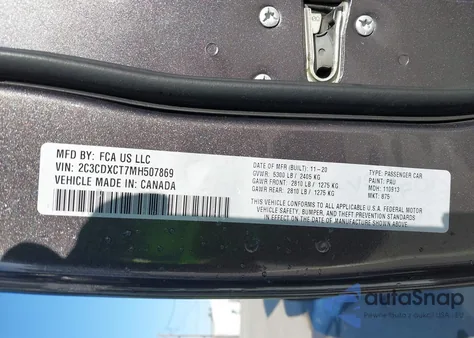 MFD BY: FCA US LLC
VIN: 2C3CDXCT7MH507869
VEHICLE MADE IN: CANADA
DATE OF MFR (BUILT): 11-20
GVWR: 5300 LB / 2405 KG
GAWR FRONT: 2810 LB / 1275 KG
GAWR REAR: 2810 LB / 1275 KG
TYPE: PASSENGER CAR
PAINT: PAU
MDH: 110913
MKT: 876
THIS VEHICLE CONFORMS TO ALL APPLICABLE U.S.A. FEDERAL MOTOR
VEHICLE SAFETY, BUMPER, AND THEFT PREVENTION STANDARDS
IN EFFECT ON THE DATE OF MANUFACTURE SHOWN ABOVE.
autoSnap